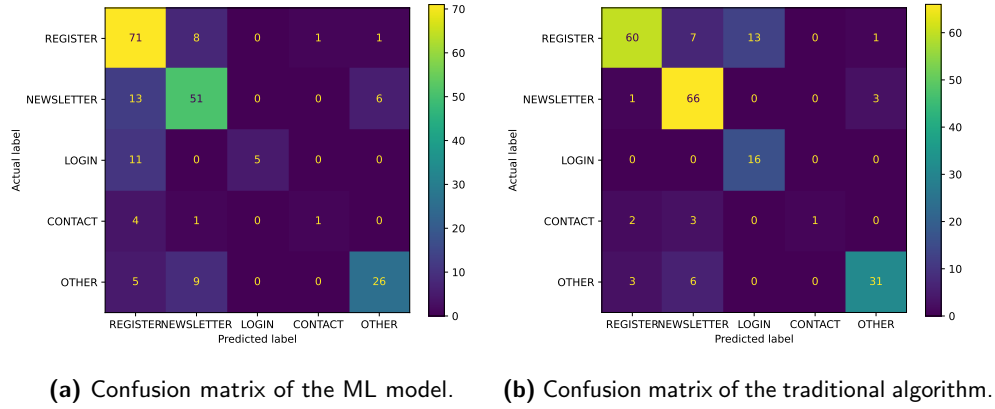 REGISTER 71 8 0 1 1
NEWSLETTER 13 51 0 0 6
LOGIN 11 0 5 0 0
CONTACT 4 1 0 1 0
OTHER 5 9 0 0 26
REGISTER NEWSLETTER LOGIN CONTACT OTHER
Predicted label
Actual label
70
60
50
40
30
20
10
0
(a) Confusion matrix of the ML model.
REGISTER 60 7 13 0 1
NEWSLETTER 1 66 0 0 3
LOGIN 0 0 16 0 0
CONTACT 2 3 0 1 0
OTHER 3 6 0 0 31
REGISTER NEWSLETTER LOGIN CONTACT OTHER
Predicted label
Actual label
60
50
40
30
20
10
0
(b) Confusion matrix of the traditional algorithm.